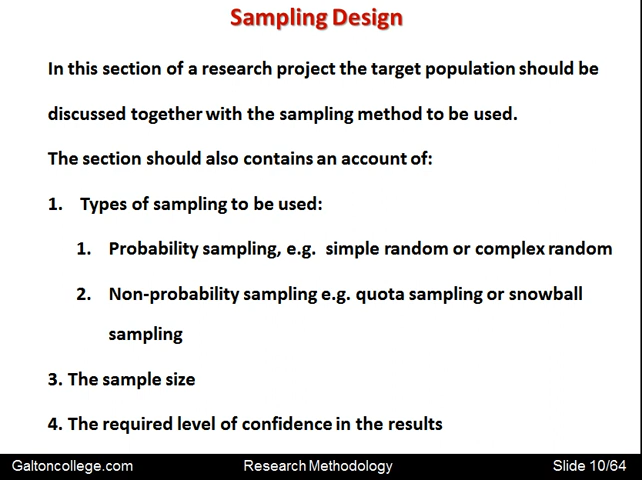 Sampling Design
In this section of a research project the target population should be
discussed together with the sampling method to be used.
The section should also contains an account of:
1. Types of sampling to be used:
1. Probability sampling, e.g. simple random or complex random
2. Non-probability sampling e.g. quota sampling or snowball
sampling
3. The sample size
4. The required level of confidence in the results
Galtoncollege.com Research Methodology Slide 10/64